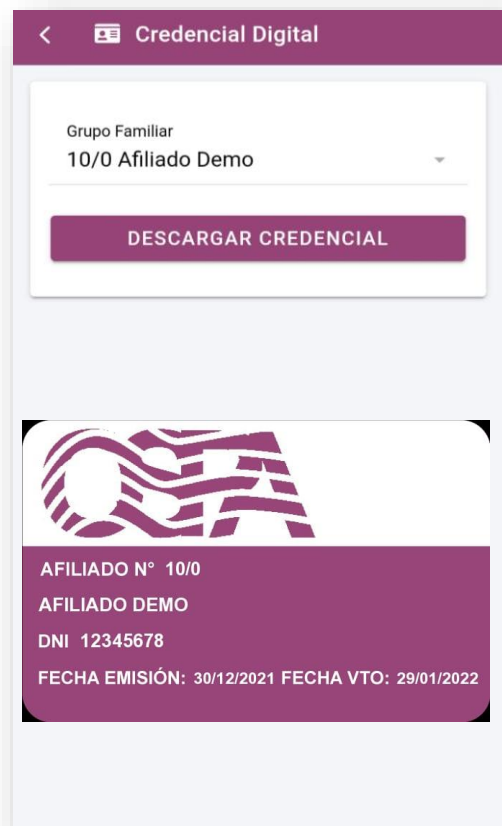 Credencial Digital
Grupo Familiar
10/0 Afiliado Demo
DESCARGAR CREDENCIAL
OSA
AFILIADO N° 10/0
AFILIADO DEMO
DNI 12345678
FECHA EMISIÓN: 30/12/2021 FECHA VTO: 29/01/2022